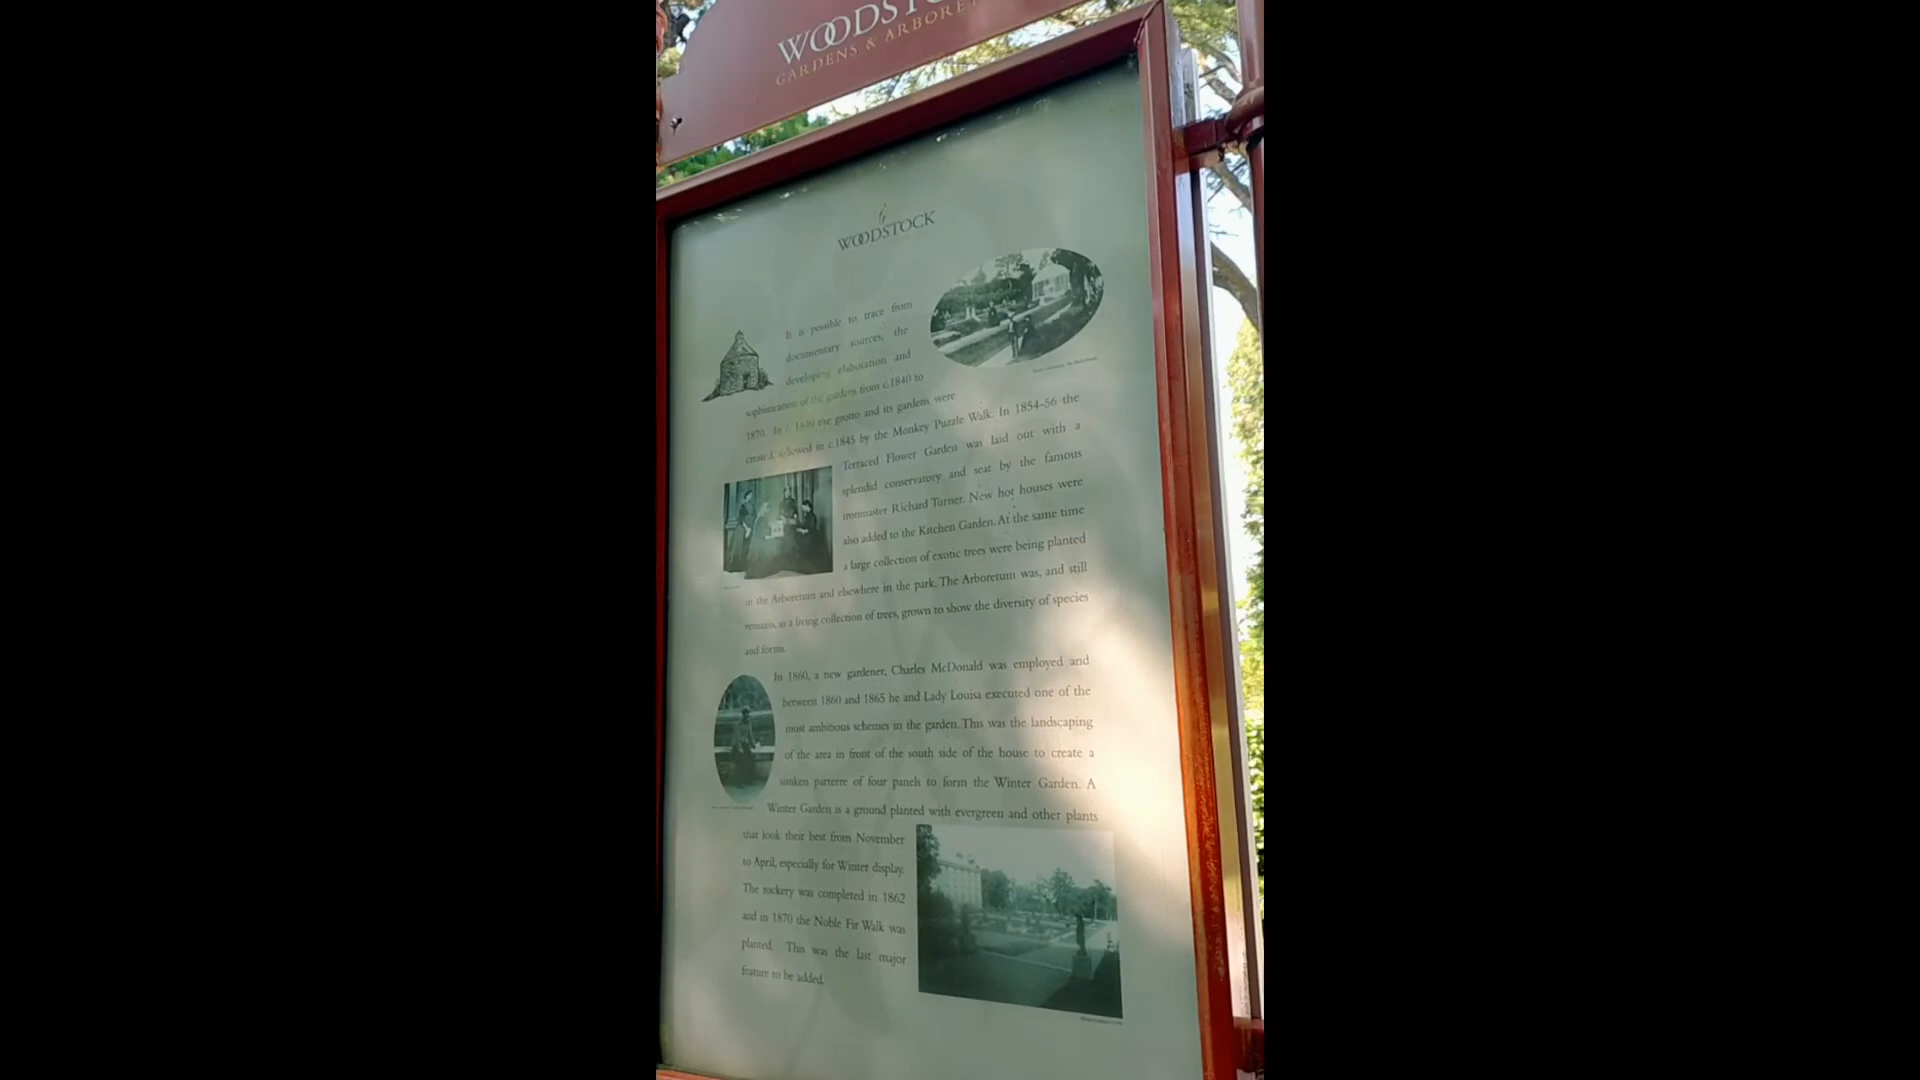 WOODSTO
GARDENS & ARBORET
WOODSTOCK
It is possible to trace from
documentary sources, the
developing elaboration and
sophistication of the gardens from c.1840 to
1870. In c. 1840 the grotto and its gardens were
created, followed in c.1845 by the Monkey Puzzle Walk. In 1854-56 the
Terraced Flower Garden was laid out with a
splendid conservatory and seat by the famous
ironmaster Richard Turner. New hot houses were
also added to the Kitchen Garden. At the same time
a large collection of exotic trees were being planted
in the Arboretum and elsewhere in the park. The Arboretum was, and still
remains, as a living collection of trees, grown to show the diversity of species
and forms.
In 1860, a new gardener, Charles McDonald was employed and
between 1860 and 1865 he and Lady Louisa executed one of the
most ambitious schemes in the garden. This was the landscaping
of the area in front of the south side of the house to create a
sunken parterre of four panels to form the Winter Garden. A
Winter Garden is a ground planted with evergreen and other plants
that look their best from November
to April, especially for Winter display.
The rockery was completed in 1862
and in 1870 the Noble Fir Walk was
planted. This was the last major
feature to be added.